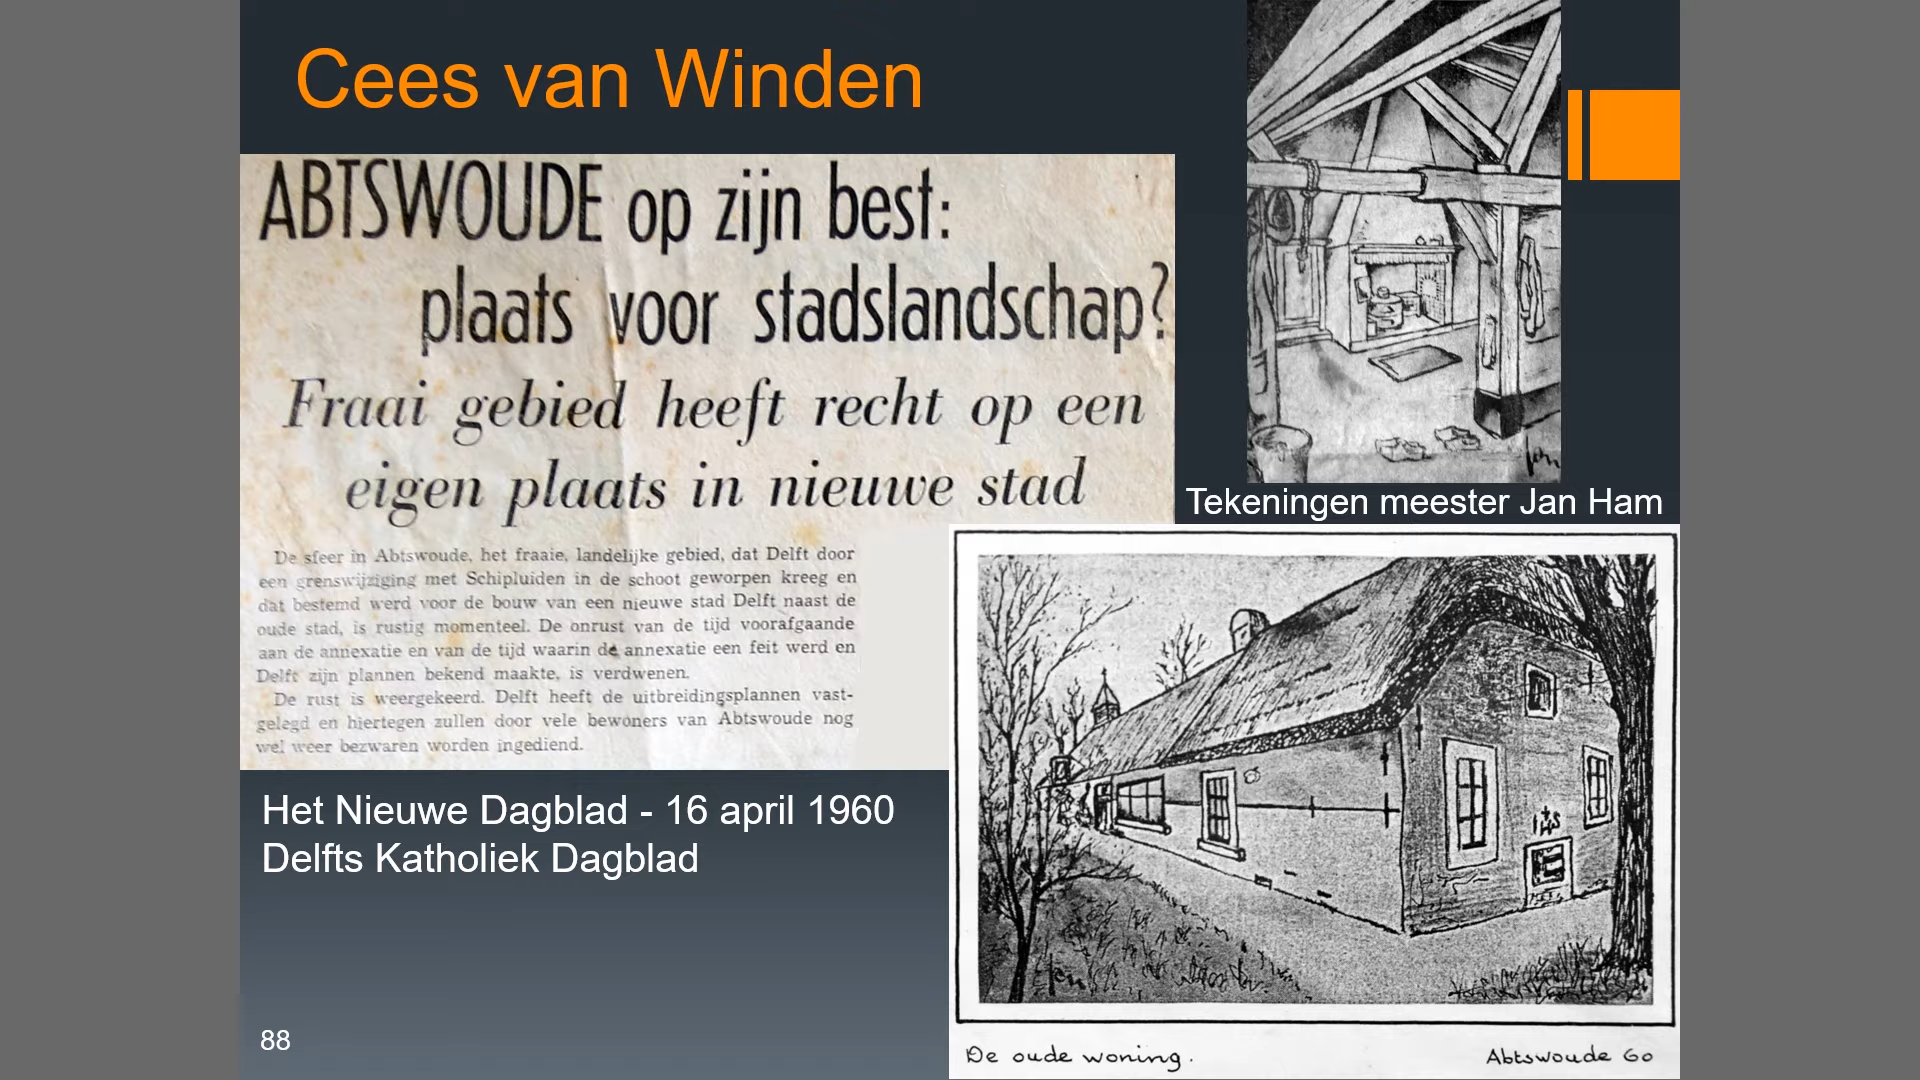 Cees van Winden
ABTSWOUDE op zijn best:
plaats voor stadslandschap?
Fraai gebied heeft recht op een
eigen plaats in nieuwe stad
De sfeer in Abtswoude, het fraaie, landelijke gebied, dat Delft door
een grenswijziging met Schipluiden in de schoot geworpen kreeg en
dat bestemd werd voor de bouw van een nieuwe stad Delft naast de
oude stad, is rustig momenteel. De onrust van de tijd voorafgaande
aan de annexatie en van de tijd waarin de annexatie een feit werd en
Delft zijn plannen bekend maakte, is verdwenen.
De rust is weergekeerd. Delft heeft de uitbreidingsplannen vast-
gelegd en hiertegen zullen door vele bewoners van Abtswoude nog
wel weer bezwaren worden ingediend.
Het Nieuwe Dagblad - 16 april 1960
Delfts Katholiek Dagblad
88
Tekeningen meester Jan Ham
IHS
De oude woning.
Abtswoude 60